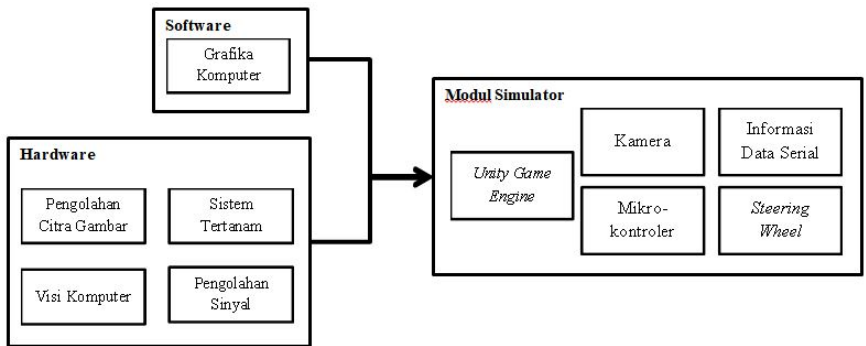 Software
Grafika
Komputer
Hardware
Pengolahan
Citra Gambar
Sistem
Tertanam
Visi Komputer
Pengolahan
Sinyal
Modul Simulator
Unity Game
Engine
Kamera
Informasi
Data Serial
Mikro-
kontroler
Steering
Wheel